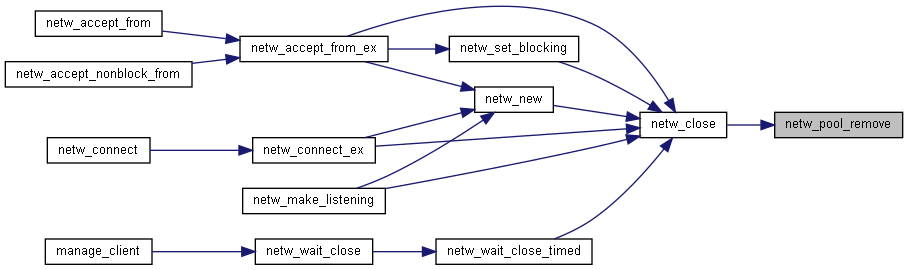 netw_accept_from
netw_accept_from_ex
netw_set_blocking
netw_accept_nonblock_from
netw_new
netw_close
netw_pool_remove
netw_connect
netw_connect_ex
netw_make_listening
manage_client
netw_wait_close
netw_wait_close_timed